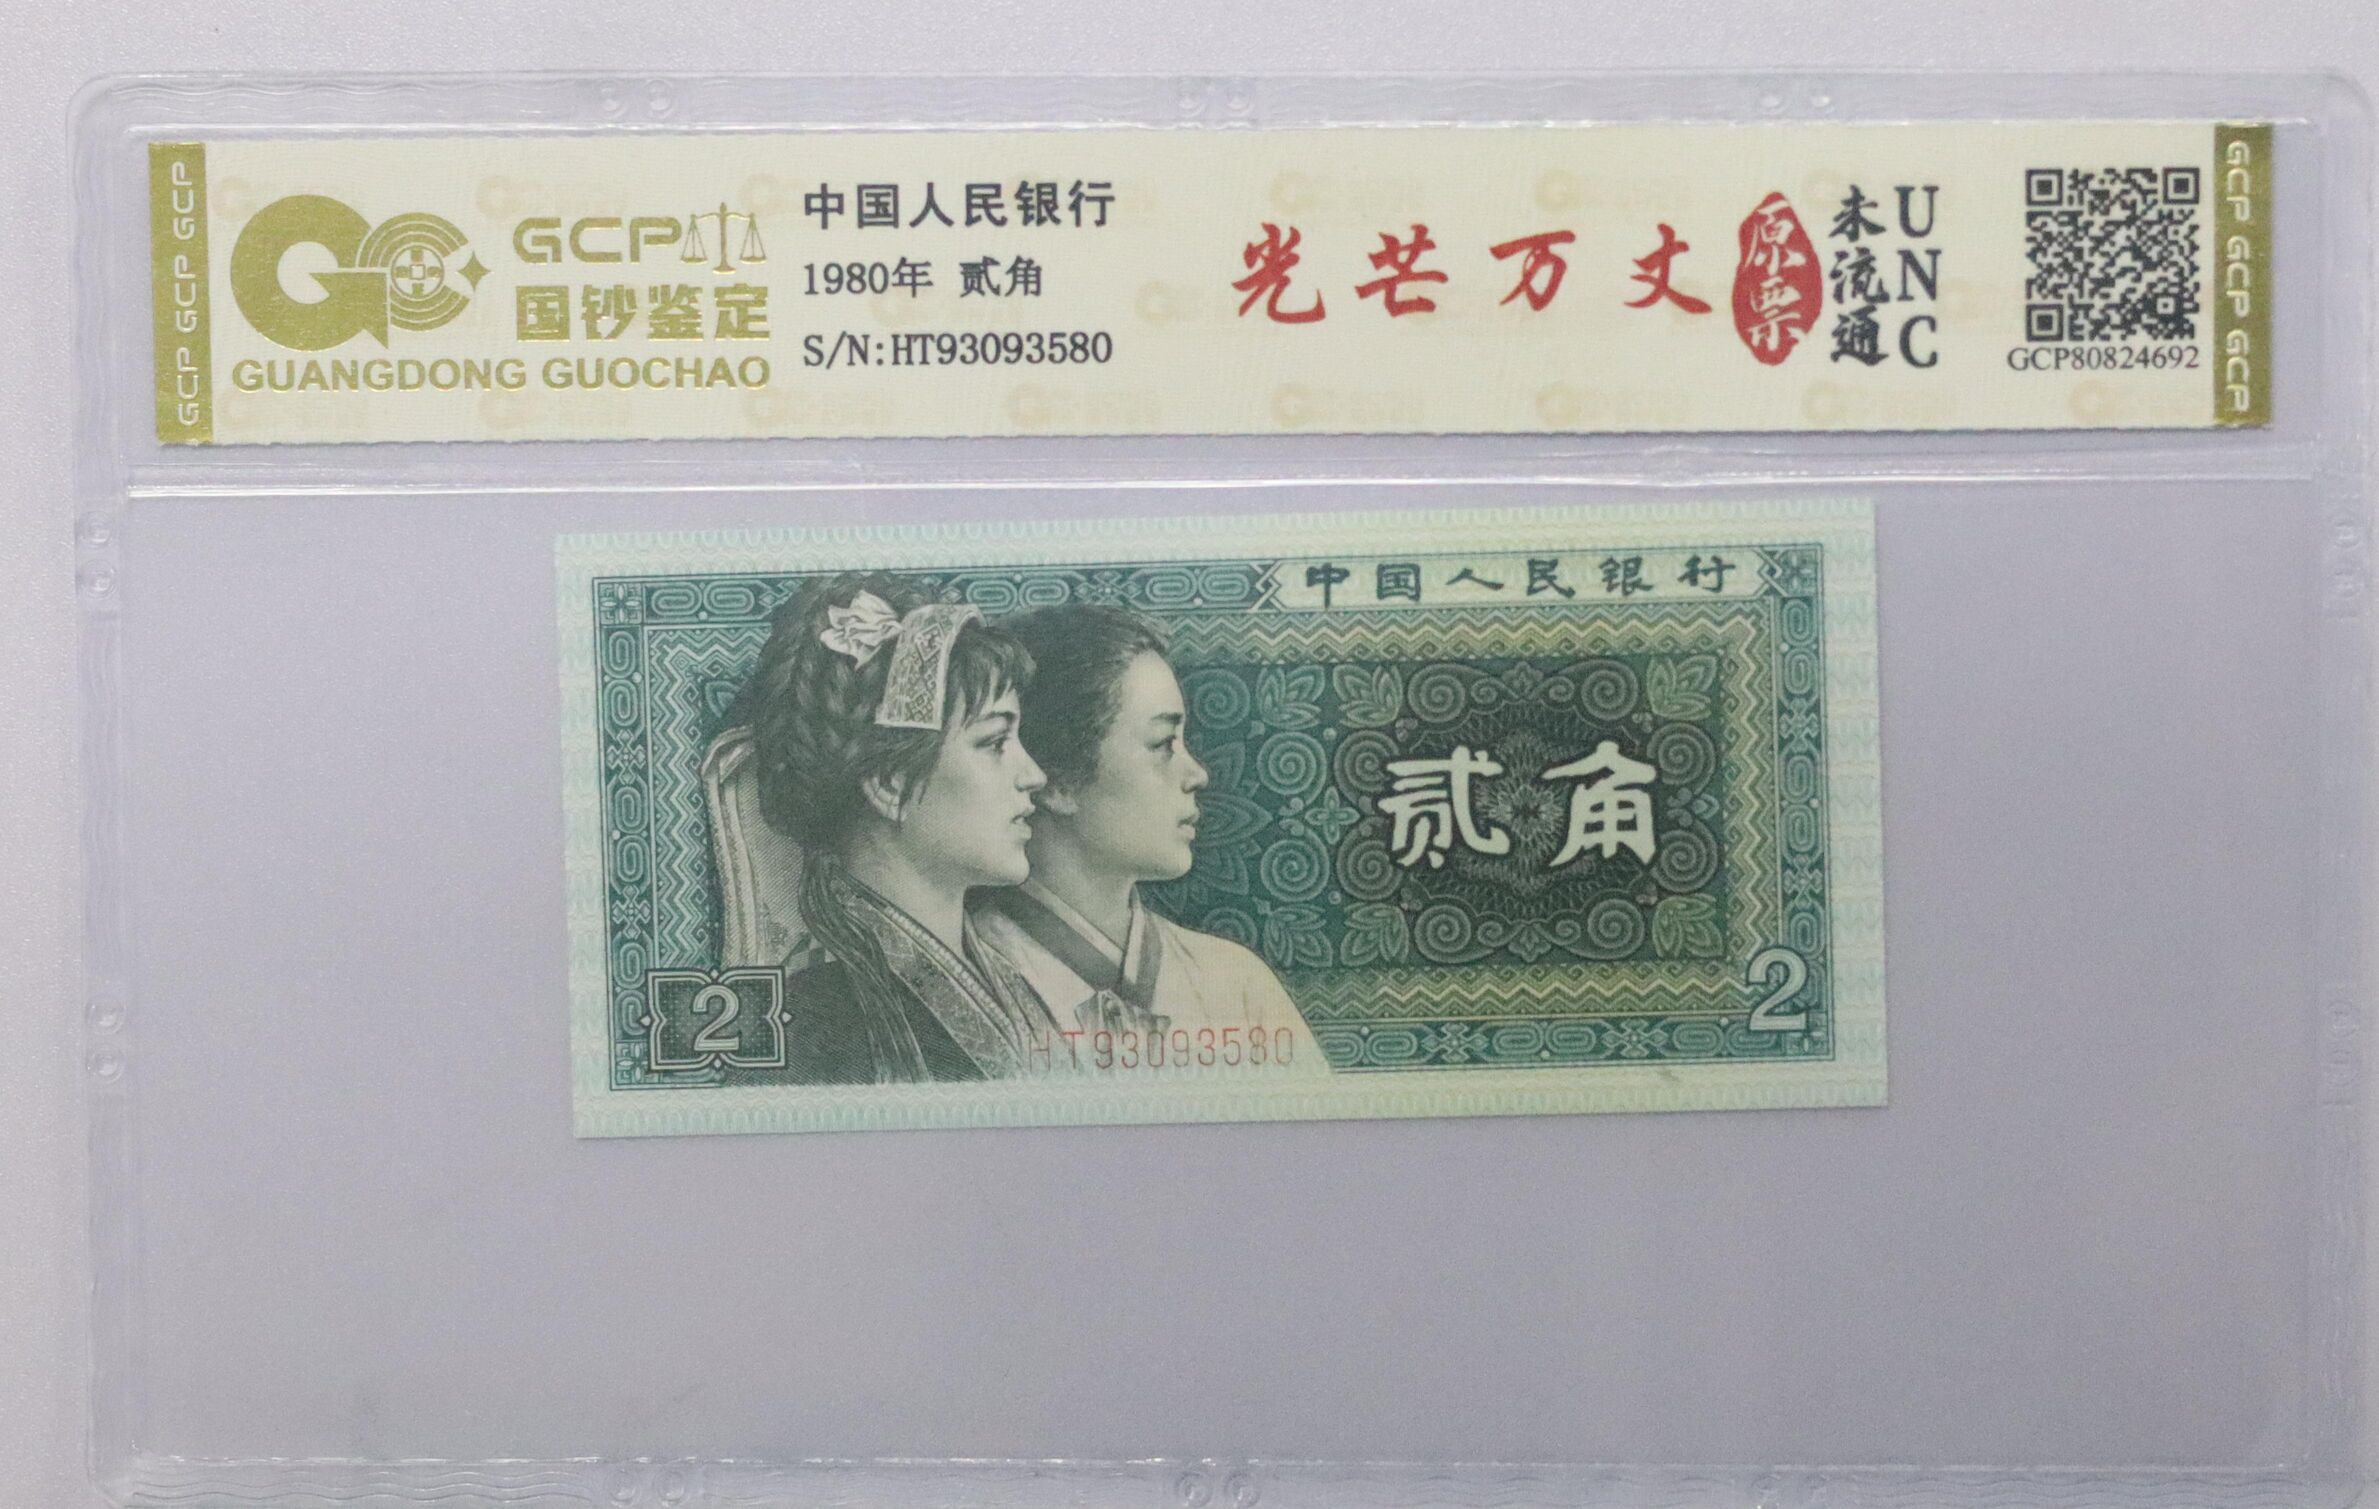 GCP GCP GCP
GCP
国钞鉴定
GUANGDONG GUOCHAO
中国人民银行
1980年 贰角
S/N:HT93093580
光芒万丈
原票
未流通
UNC
GCP80824692
GCP GCP GCP
中国人民银行
贰角
2
2
HT93093580